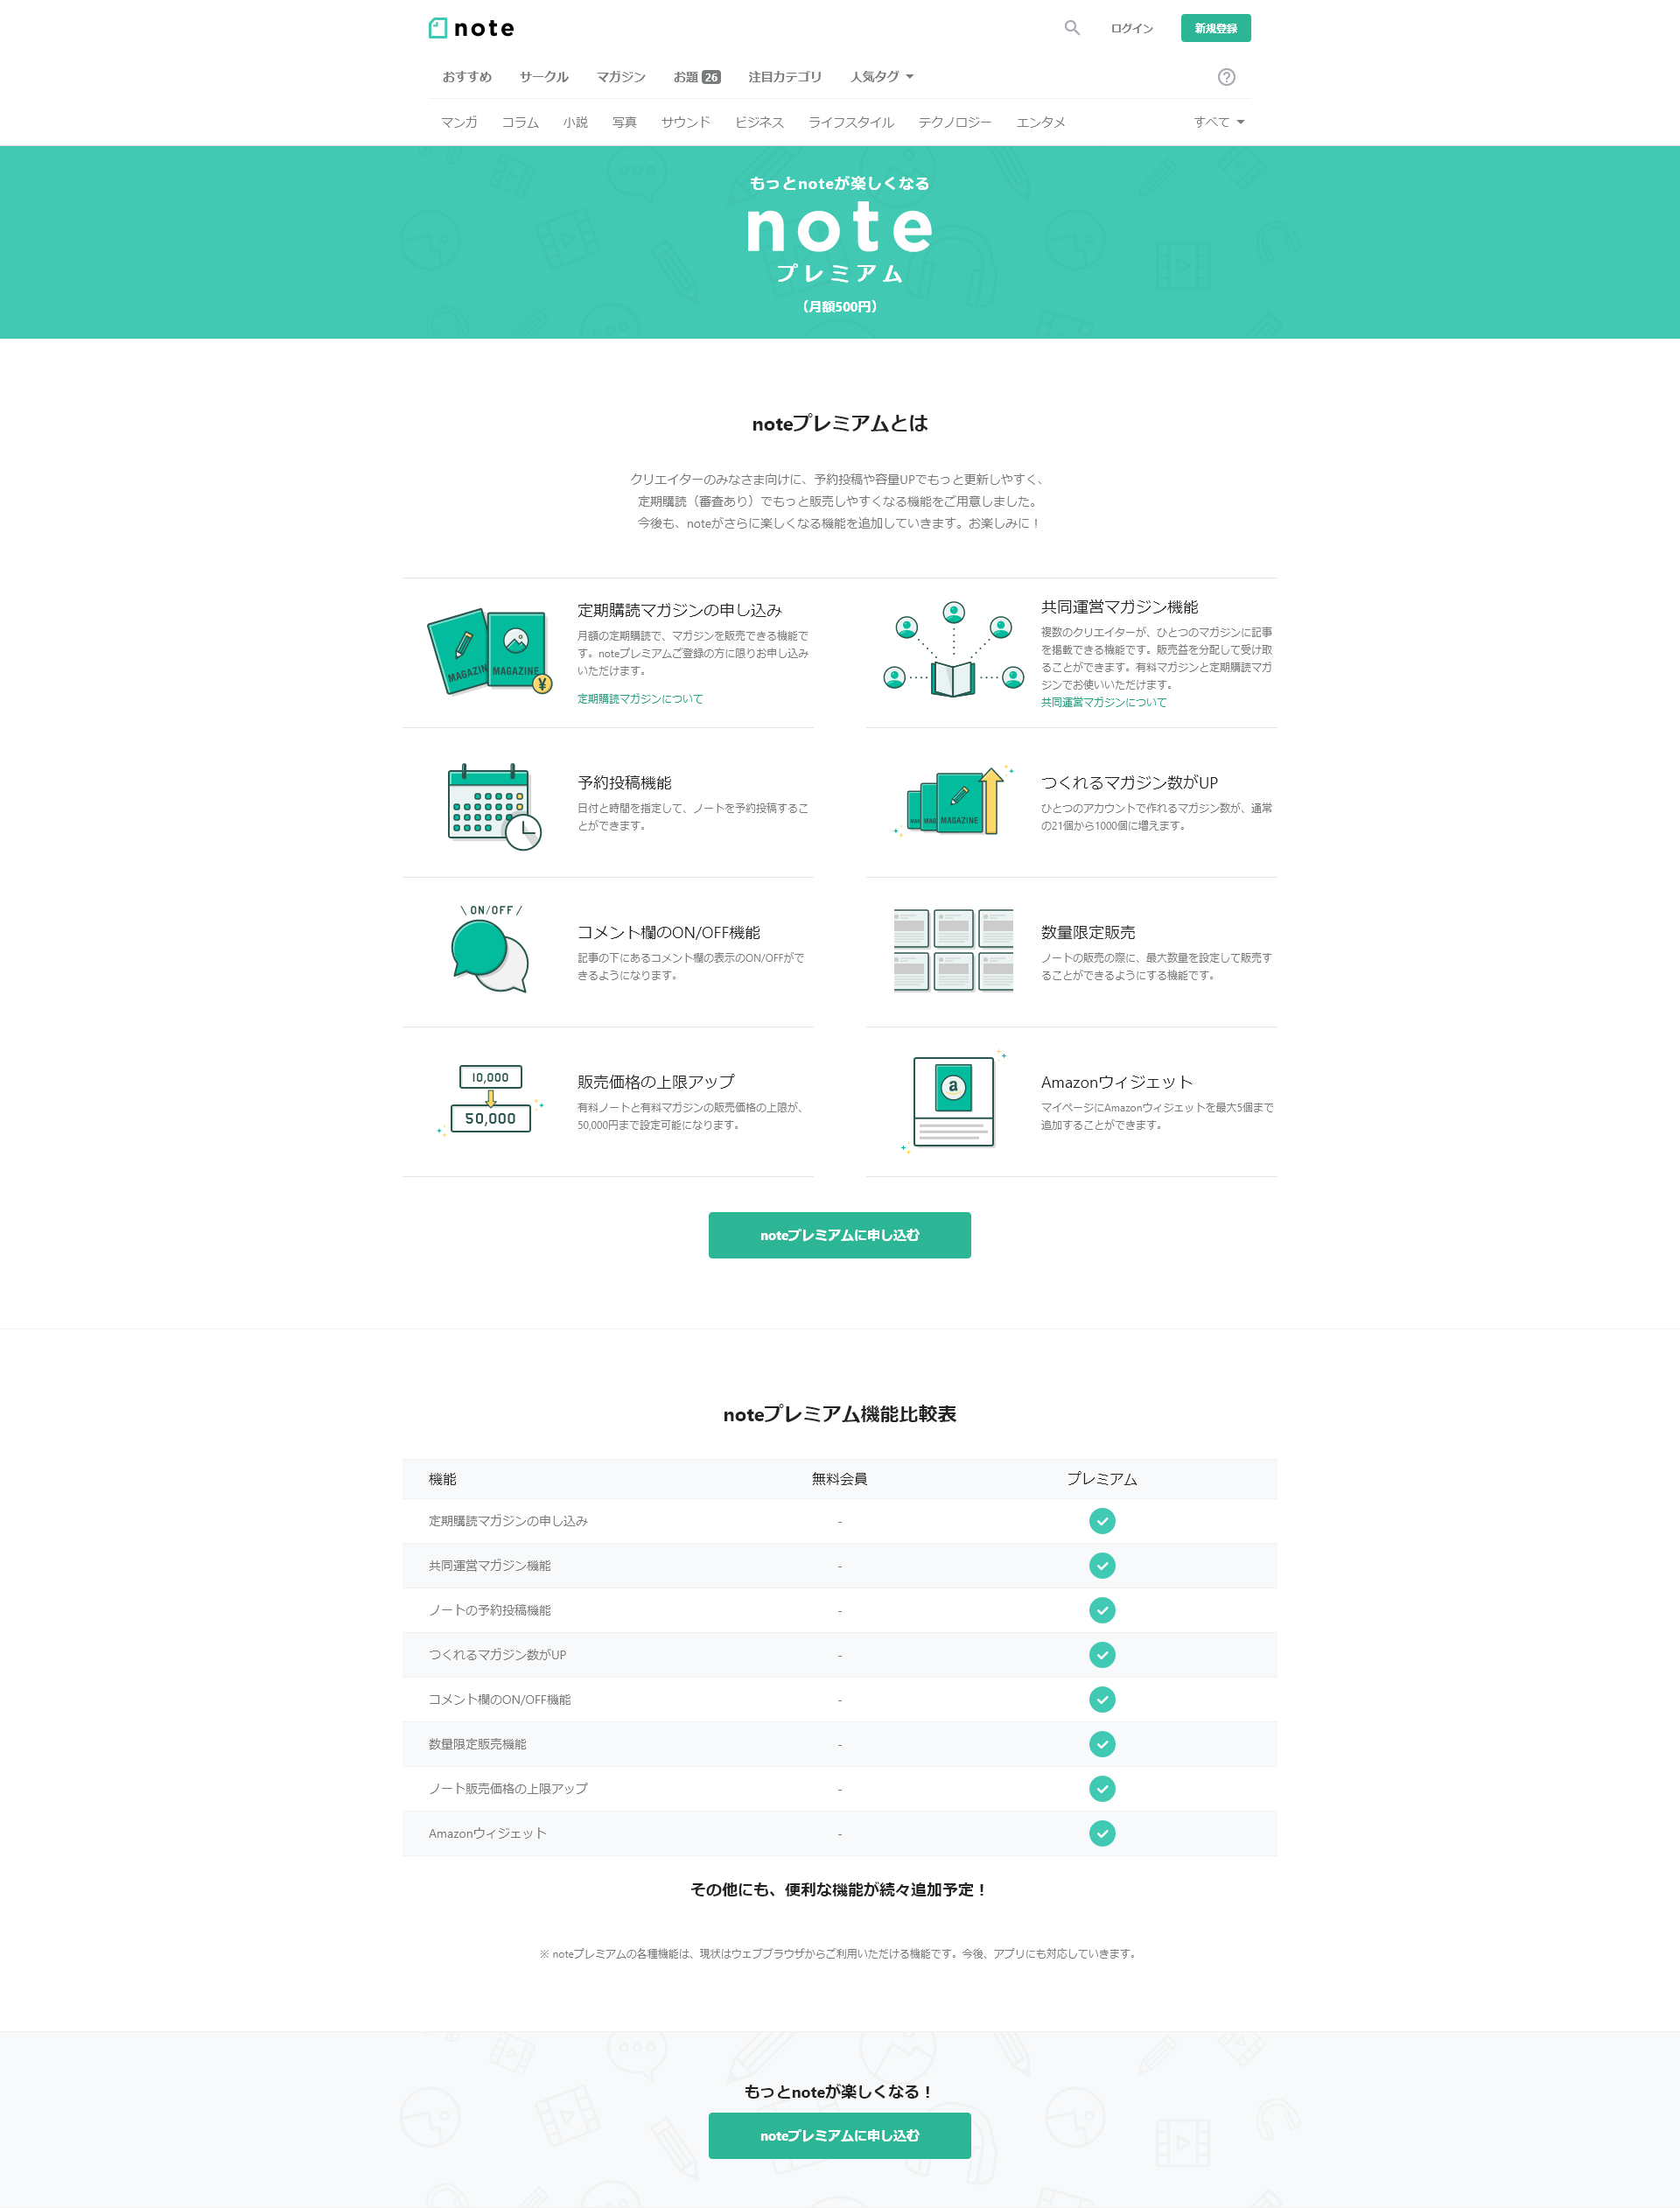 note
ログイン
新規登録
おすすめ サークル マガジン お題 26 注目カテゴリ 人気タグ
マンガ コラム 小説 写真 サウンド ビジネス ライフスタイル テクノロジー エンタメ すべて
もっとnoteが楽しくなる
note
プレミアム
（月額500円）
noteプレミアムとは
クリエイターのみなさま向けに、予約投稿や容量UPでもっと更新しやすく、
定期購読（審査あり）でもっと販売しやすくなる機能をご用意しました。
今後も、noteがさらに楽しくなる機能を追加していきます。お楽しみに！
MAGAZIN
MAGAZINE
¥
定期購読マガジンの申し込み
月額の定期購読で、マガジンを販売できる機能で
す。noteプレミアムご登録の方に限りお申し込み
いただけます。
定期購読マガジンについて
共同運営マガジン機能
複数のクリエイターが、ひとつのマガジンに記事
を掲載できる機能です。販売益を分配して受け取
ることができます。有料マガジンと定期購読マガ
ジンでお使いいただけます。
共同運営マガジンについて
予約投稿機能
日付と時間を指定して、ノートを予約投稿するこ
とができます。
MA MAG MAGAZINE
つくれるマガジン数がUP
ひとつのアカウントで作れるマガジン数が、通常
の21個から1000個に増えます。
\ ON/OFF /
コメント欄のON/OFF機能
記事の下にあるコメント欄の表示のON/OFFがで
きるようになります。
数量限定販売
ノートの販売の際に、最大数量を設定して販売す
ることができるようにする機能です。
10,000
50,000
販売価格の上限アップ
有料ノートと有料マガジンの販売価格の上限が、
50,000円まで設定可能になります。
a
Amazonウィジェット
マイページにAmazonウィジェットを最大5個まで
追加することができます。
noteプレミアムに申し込む
noteプレミアム機能比較表
機能 無料会員 プレミアム
定期購読マガジンの申し込み -
共同運営マガジン機能 -
ノートの予約投稿機能 -
つくれるマガジン数がUP -
コメント欄のON/OFF機能 -
数量限定販売機能 -
ノート販売価格の上限アップ -
Amazonウィジェット -
その他にも、便利な機能が続々追加予定！
※ noteプレミアムの各種機能は、現状はウェブブラウザからご利用いただける機能です。今後、アプリにも対応していきます。
もっとnoteが楽しくなる！
noteプレミアムに申し込む